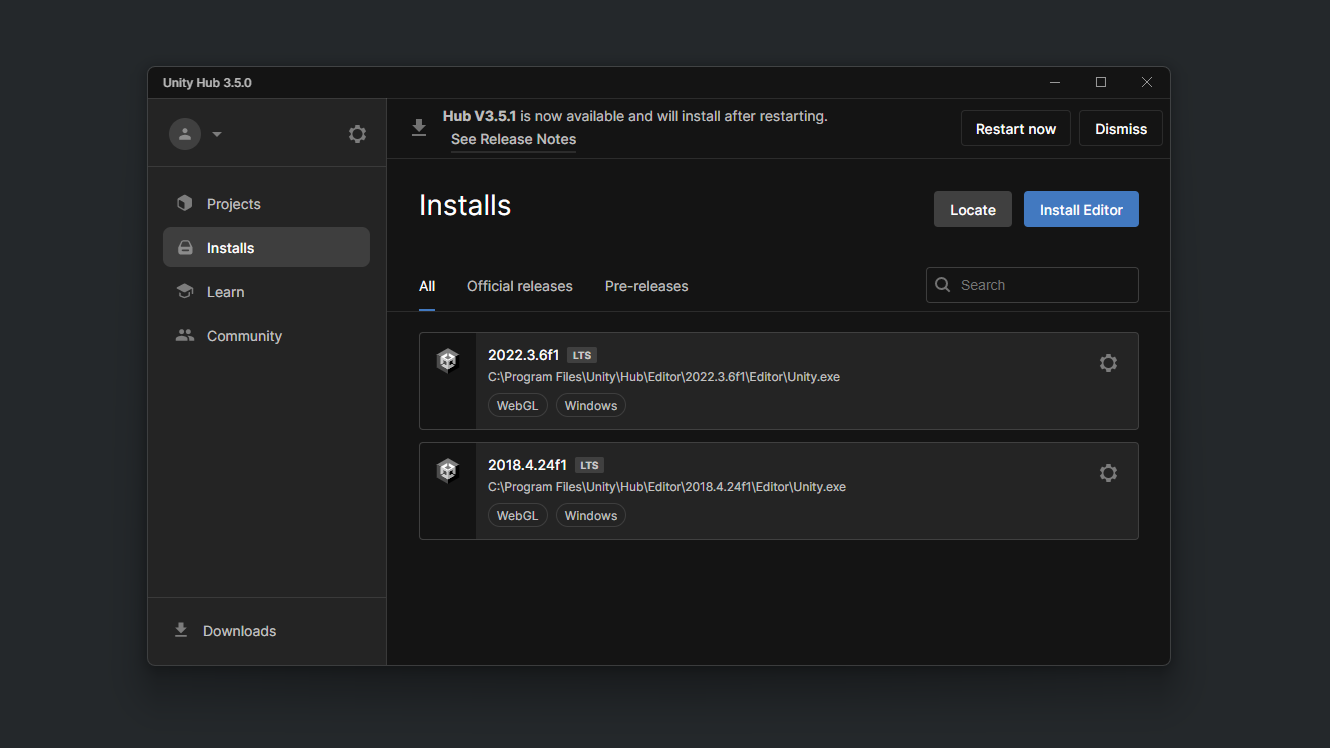 Unity Hub 3.5.0
Hub V3.5.1 is now available and will install after restarting.
See Release Notes
Restart now
Dismiss
Projects
Installs
Learn
Community
Downloads
Installs
Locate
Install Editor
All
Official releases
Pre-releases
Search
2022.3.6f1 LTS
C:\Program Files\Unity\Hub\Editor\2022.3.6f1\Editor\Unity.exe
WebGL Windows
2018.4.24f1 LTS
C:\Program Files\Unity\Hub\Editor\2018.4.24f1\Editor\Unity.exe
WebGL Windows